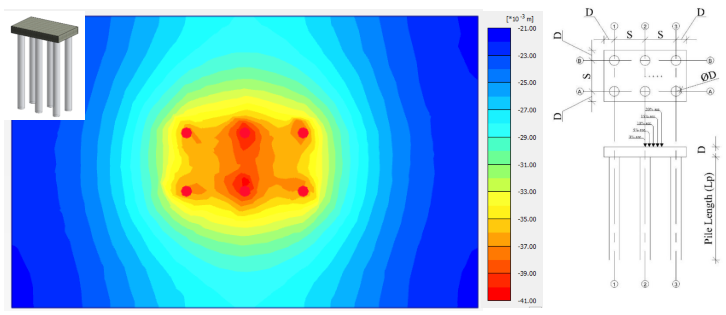 [*10⁻³ m]
-21.00
-23.00
-25.00
-27.00
-29.00
-31.00
-33.00
-35.00
-37.00
-39.00
-41.00
D
D
1
2
3
S
S
D
B
B
S
ØD
A
A
D
D
Pile Length (Lp)
1
2
3